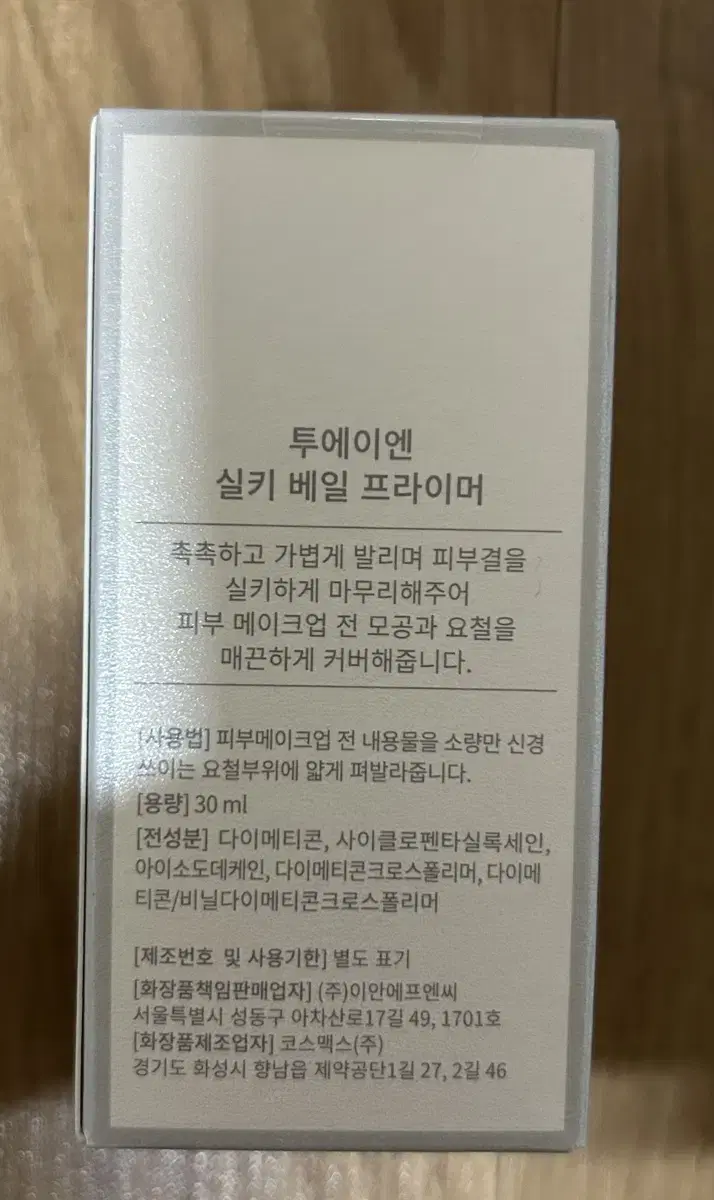 투에이엔
실키 베일 프라이머
촉촉하고 가볍게 발리며 피부결을
실키하게 마무리해주어
피부 메이크업 전 모공과 요철을
매끈하게 커버해줍니다.
[사용법] 피부메이크업 전 내용물을 소량만 신경
쓰이는 요철부위에 얇게 펴발라줍니다.
[용량] 30 ml
[전성분] 다이메티콘, 사이클로펜타실록세인,
아이소도데케인, 다이메티콘크로스폴리머, 다이메
티콘/비닐다이메티콘크로스폴리머
[제조번호 및 사용기한] 별도 표기
[화장품책임판매업자] (주)이안에프엔씨
서울특별시 성동구 아차산로17길 49, 1701호
[화장품제조업자] 코스맥스(주)
경기도 화성시 향남읍 제약공단1길 27, 2길 46